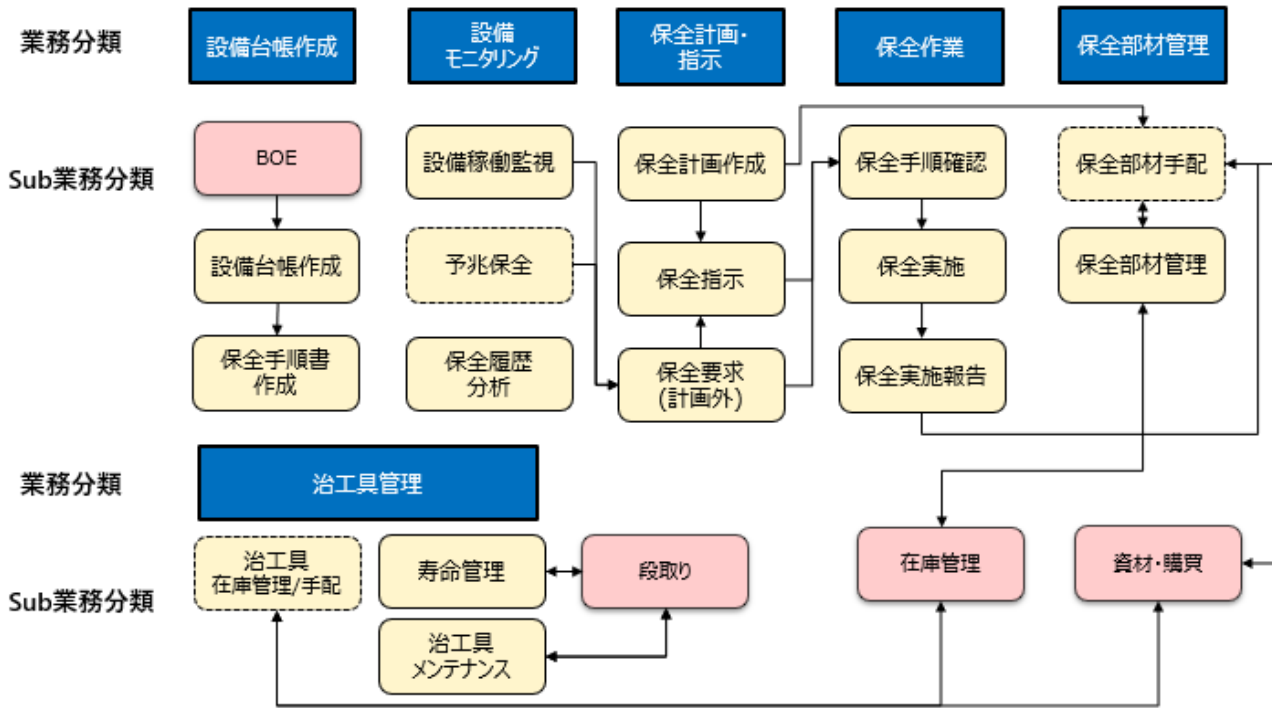 業務分類
設備台帳作成
設備
モニタリング
保全計画・
指示
保全作業
保全部材管理
Sub業務分類
BOE
設備稼働監視
保全計画作成
保全手順確認
保全部材手配
設備台帳作成
予兆保全
保全指示
保全実施
保全部材管理
保全手順書
作成
保全履歴
分析
保全要求
(計画外)
保全実施報告
業務分類
治工具管理
Sub業務分類
治工具
在庫管理/手配
寿命管理
段取り
在庫管理
資材・購買
治工具
メンテナンス